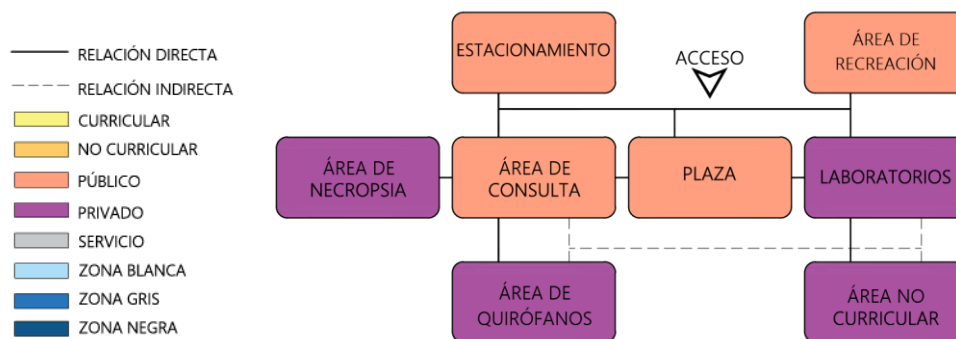 RELACIÓN DIRECTA
RELACIÓN INDIRECTA
CURRICULAR
NO CURRICULAR
PÚBLICO
PRIVADO
SERVICIO
ZONA BLANCA
ZONA GRIS
ZONA NEGRA
ESTACIONAMIENTO
ACCESO
ÁREA DE
RECREACIÓN
ÁREA DE
NECROPSIA
ÁREA DE
CONSULTA
PLAZA
LABORATORIOS
ÁREA DE
QUIRÓFANOS
ÁREA NO
CURRICULAR